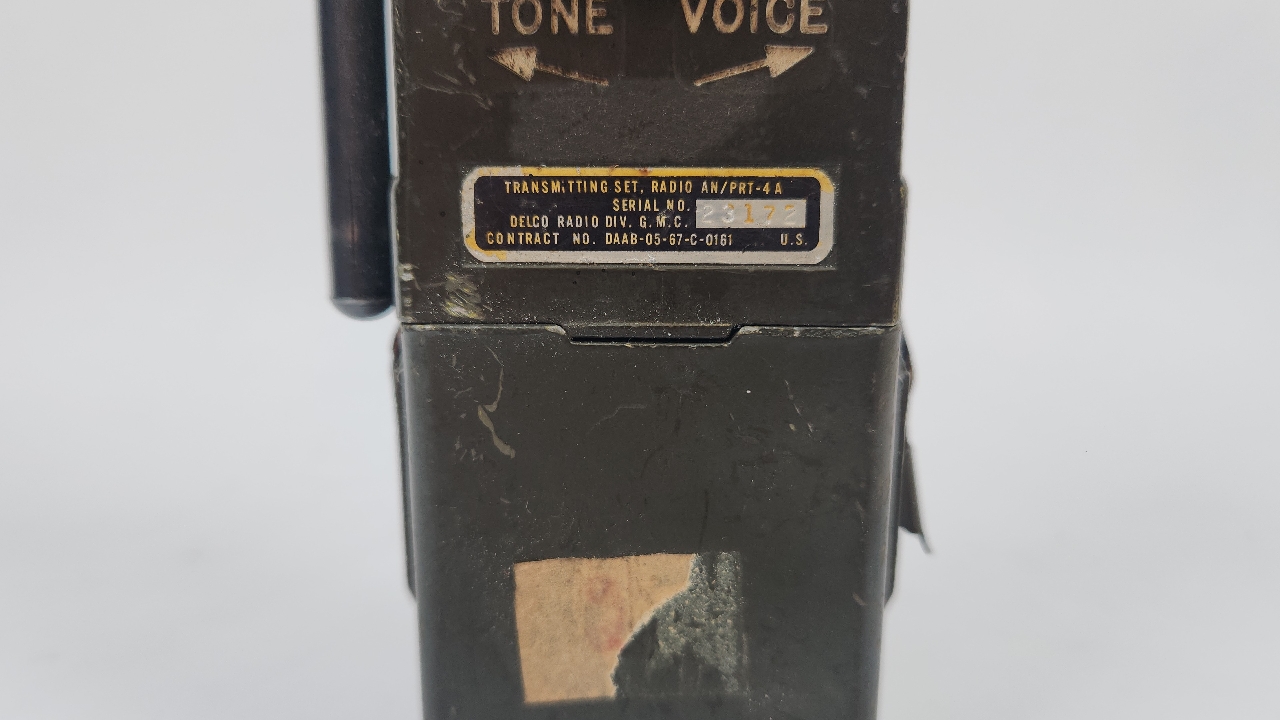 TONE VOICE
TRANSMITTING SET, RADIO AN/PRT-4A
SERIAL NO. 23172
DELCO RADIO DIV. G.M.C.
CONTRACT NO. DAAB-05-67-C-0161 U.S.